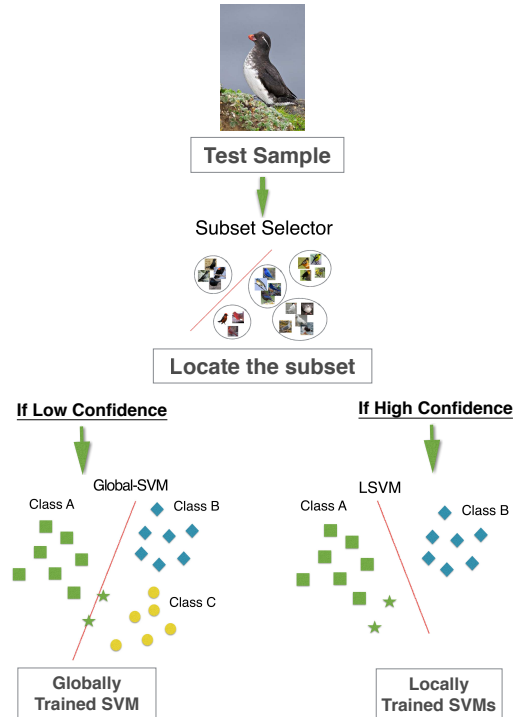 Test Sample
Subset Selector
Locate the subset
If Low Confidence
If High Confidence
Global-SVM
Class A
Class B
Class C
LSVM
Class A
Class B
Globally
Trained SVM
Locally
Trained SVMs